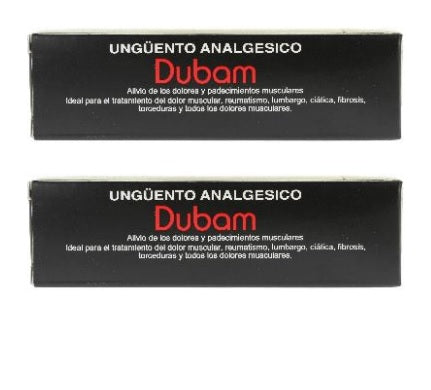 UNGÜENTO ANALGESICO
Dubam
Alivio de los dolores y padecimientos musculares
Ideal para el tratamiento del dolor muscular, reumatismo, lumbargo, ciática, fibrosis,
torceduras y todos los dolores musculares.
UNGÜENTO ANALGESICO
Dubam
Alivio de los dolores y padecimientos musculares
Ideal para el tratamiento del dolor muscular, reumatismo, lumbargo, ciática, fibrosis,
torceduras y todos los dolores musculares.